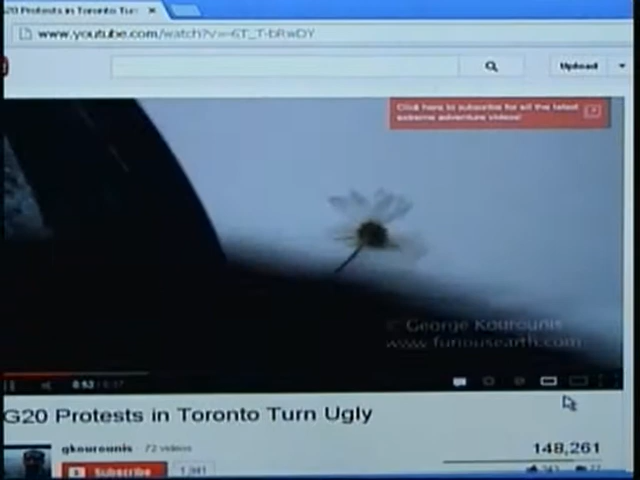 G20 Protests in Toronto Tur
www.youtube.com/watch?v=6T_T-bRwDY
Upload
Click here to subscribe for all the latest
extreme adventure videos!
© George Kourounis
www.furiousearth.com
0:53
G20 Protests in Toronto Turn Ugly
gkourounis 72 videos
148,261
Subscribe